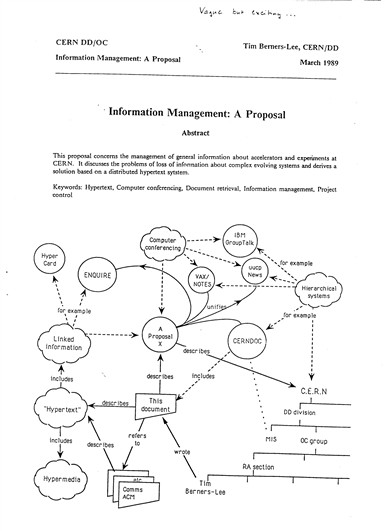 Vague but exciting ...
CERN DD/OC
Tim Berners-Lee, CERN/DD
Information Management: A Proposal
March 1989
Information Management: A Proposal
Abstract
This proposal concerns the management of general information about accelerators and experiments at
CERN. It discusses the problems of loss of information about complex evolving systems and derives a
solution based on a distributed hypertext system.
Keywords: Hypertext, Computer conferencing, Document retrieval, Information management, Project
control
IBM
GroupTalk
Computer
conferencing
Hyper
Card
uucp
News
for example
ENQUIRE
VAX/
NOTES
Hierarchical
systems
unifies
for example
for example
A
Proposal
X
Linked
information
CERNDOC
describes
includes
describes
includes
C.E.R.N
describes
This
document
DD division
"Hypertext"
includes
describes
refers
to
MIS
OC group
wrote
RA section
Hypermedia
etc
Comms
ACM
Tim
Berners-Lee